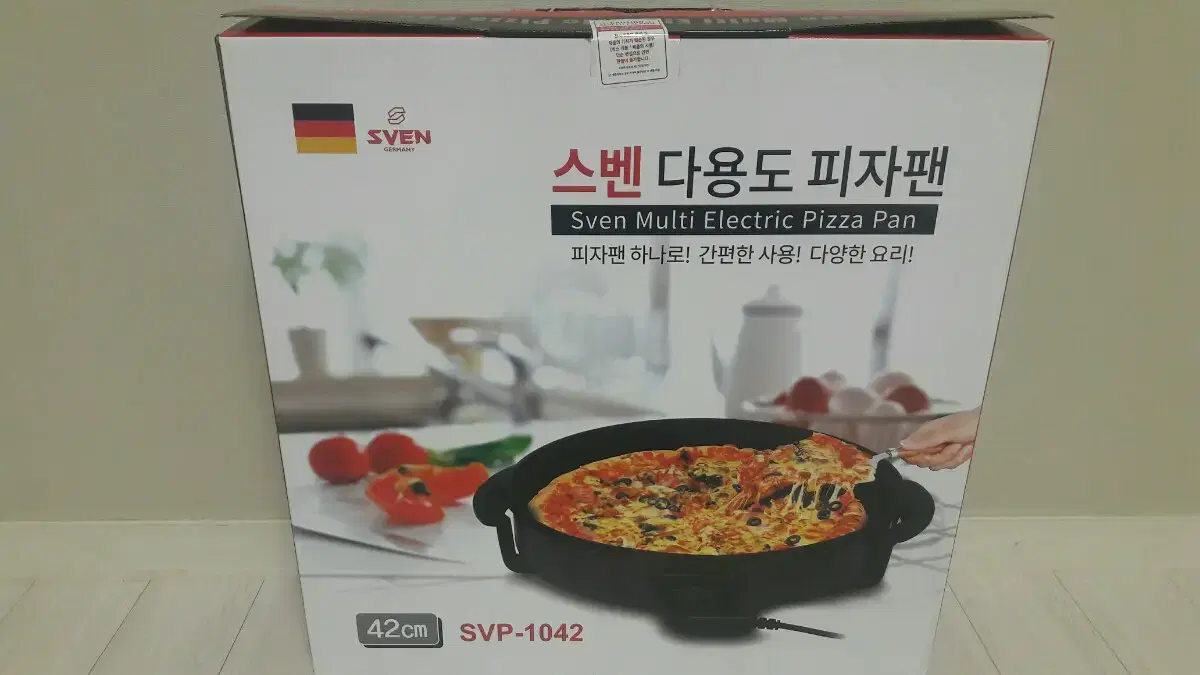 SVEN
GERMANY
스벤 다용도 피자팬
Sven Multi Electric Pizza Pan
피자팬 하나로! 간편한 사용! 다양한 요리!
42cm
SVP-1042